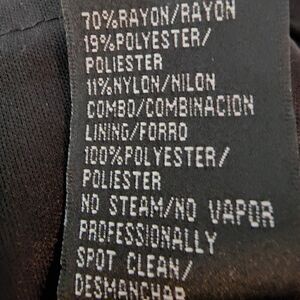 70%RAYON/RAYON
19%POLYESTER/
POLIESTER
11%NYLON/NILON
COMBO/COMBINACION
LINING/FORRO
100%POLYESTER/
POLIESTER
NO STEAM/NO VAPOR
PROFESSIONALLY
SPOT CLEAN/
DESMANCHAR